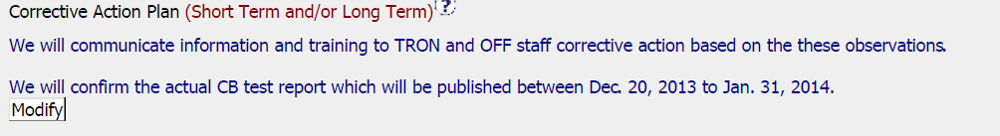 Corrective Action Plan (Short Term and/or Long Term) ?
We will communicate information and training to TRON and OFF staff corrective action based on the these observations.
We will confirm the actual CB test report which will be published between Dec. 20, 2013 to Jan. 31, 2014.
Modify